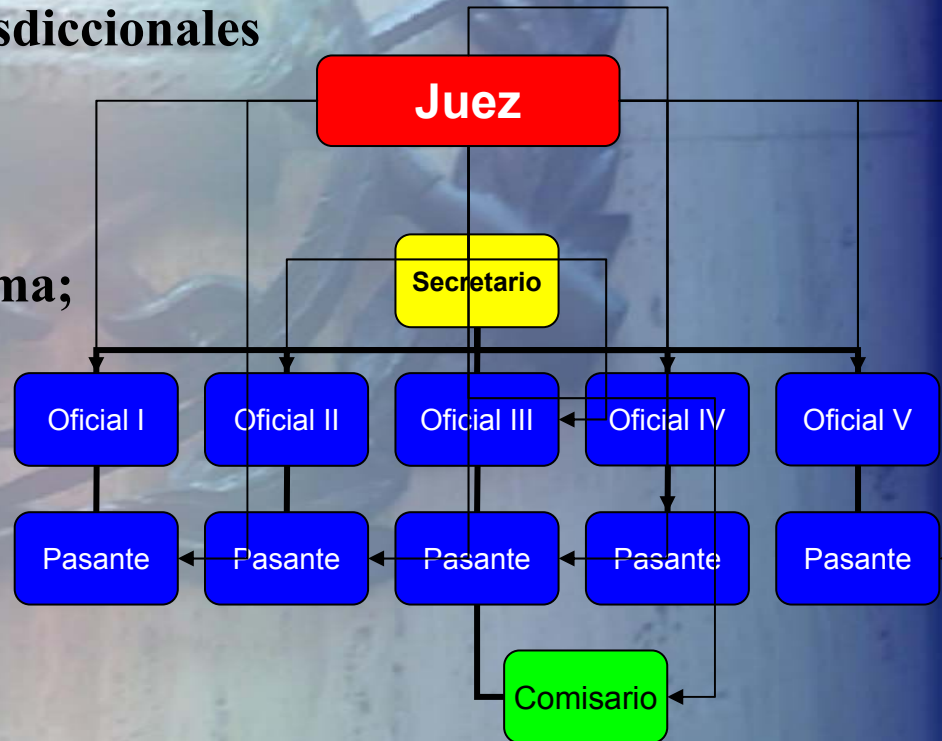 sdiccionales
Juez
ma;
Secretario
Oficial I
Oficial II
Oficial III
Oficial IV
Oficial V
Pasante
Pasante
Pasante
Pasante
Pasante
Comisario